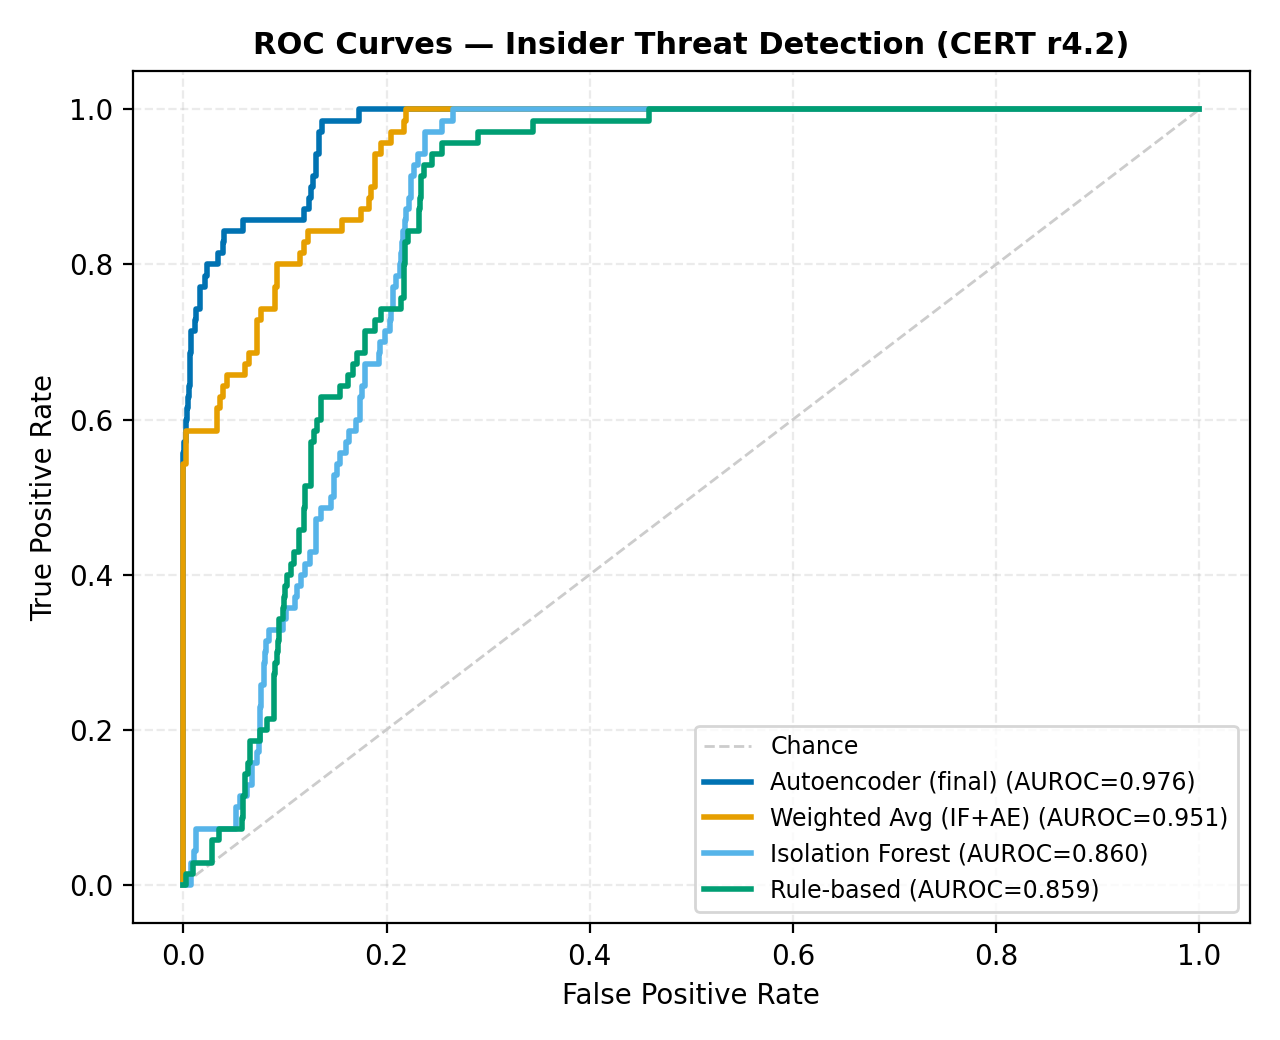 ROC Curves — Insider Threat Detection (CERT r4.2)
True Positive Rate
1.0
0.8
0.6
0.4
0.2
0.0
0.0 0.2 0.4 0.6 0.8 1.0
False Positive Rate
Chance
Autoencoder (final) (AUROC=0.976)
Weighted Avg (IF+AE) (AUROC=0.951)
Isolation Forest (AUROC=0.860)
Rule-based (AUROC=0.859)